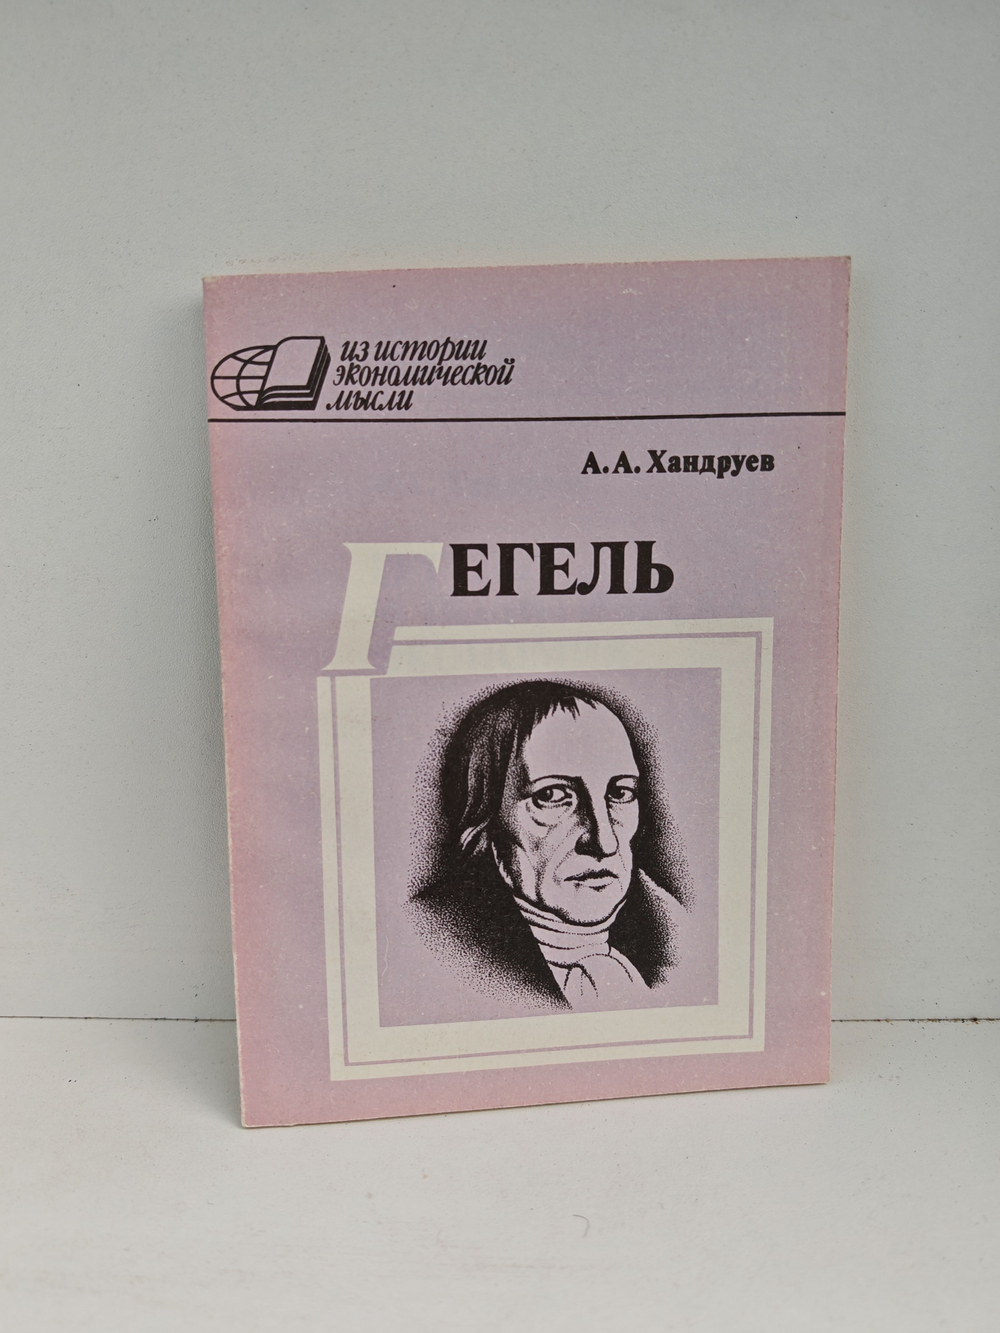 из истории
экономической
мысли
А. А. Хандруев
ГЕГЕЛЬ